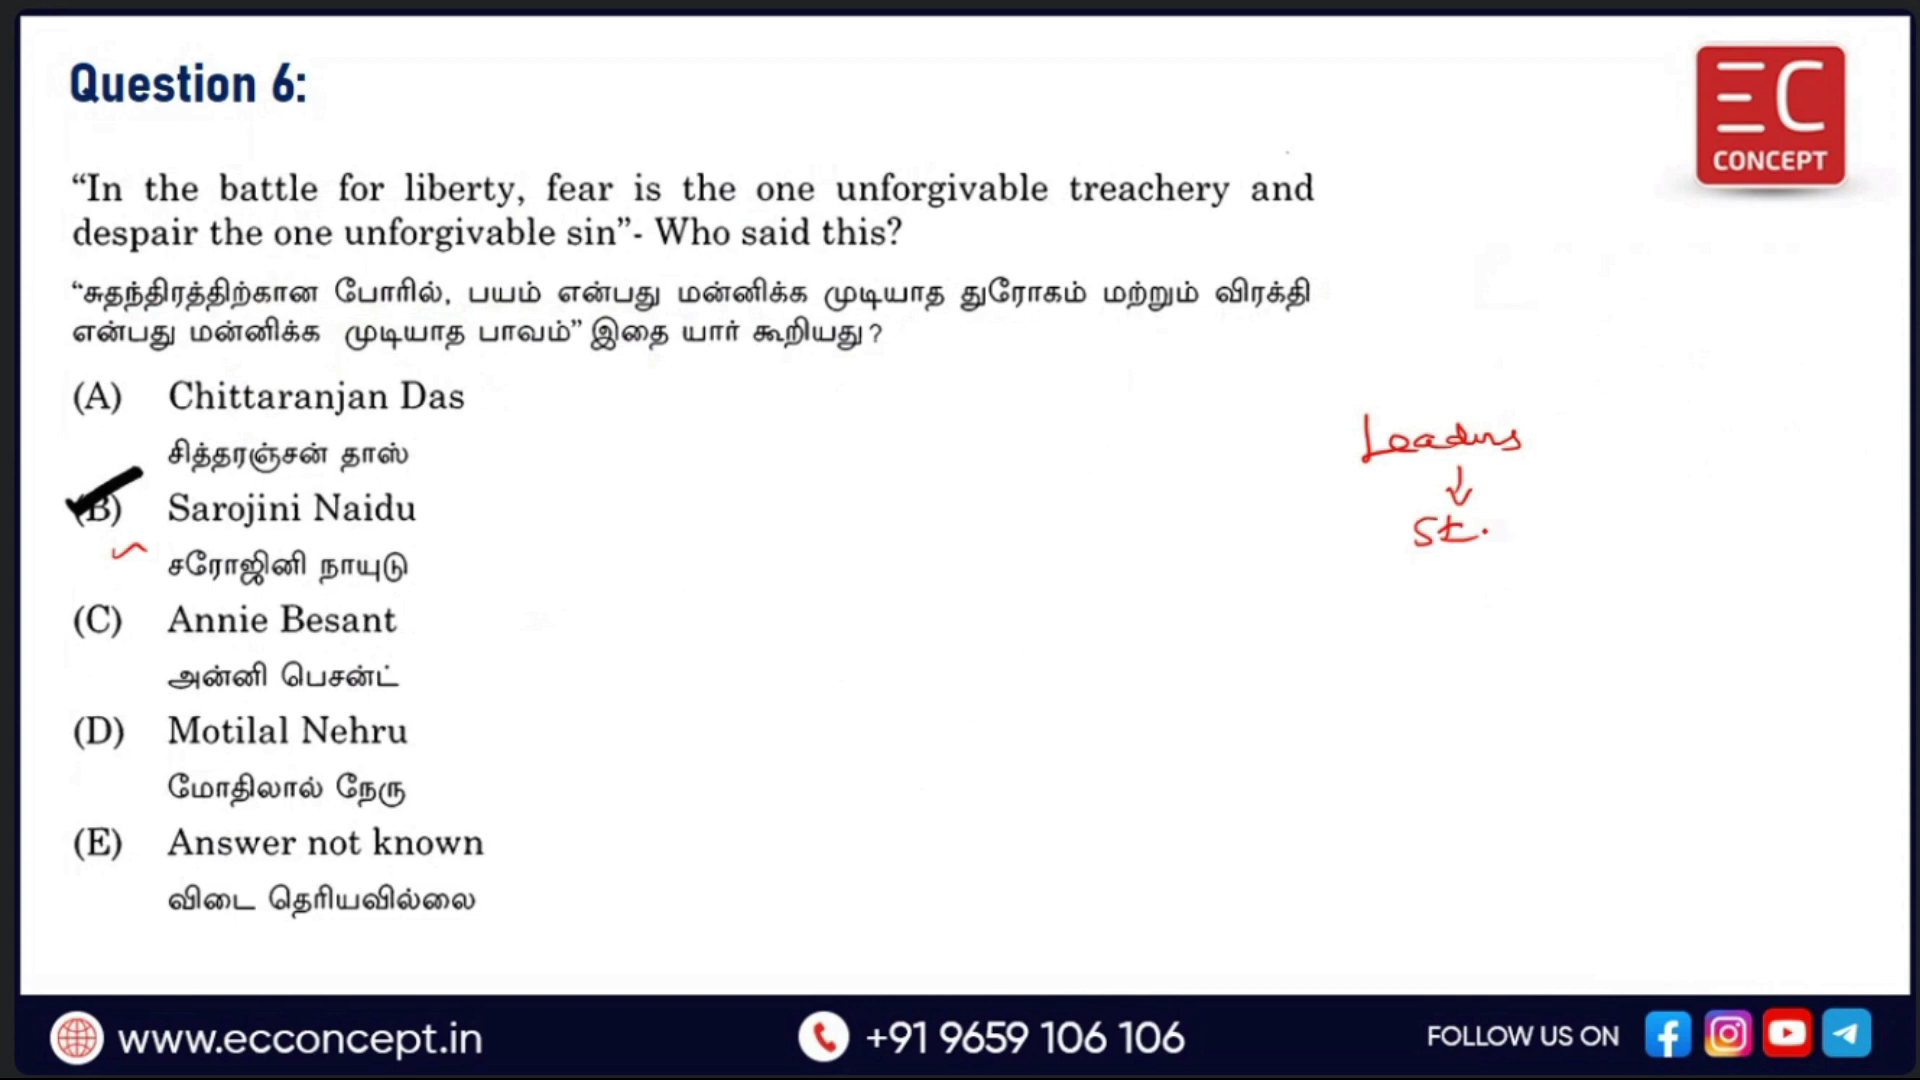 Question 6:
EC
CONCEPT
“In the battle for liberty, fear is the one unforgivable treachery and
despair the one unforgivable sin”- Who said this?
“சுதந்திரத்திற்கான போரில், பயம் என்பது மன்னிக்க முடியாத துரோகம் மற்றும் விரக்தி
என்பது மன்னிக்க முடியாத பாவம்” இதை யார் கூறியது?
(A) Chittaranjan Das
சித்தரஞ்சன் தாஸ்
(B) Sarojini Naidu
சரோஜினி நாயுடு
(C) Annie Besant
அன்னி பெசன்ட்
(D) Motilal Nehru
மோதிலால் நேரு
(E) Answer not known
விடை தெரியவில்லை
Leaders
↓
St.
www.ecconcept.in
+91 9659 106 106
FOLLOW US ON